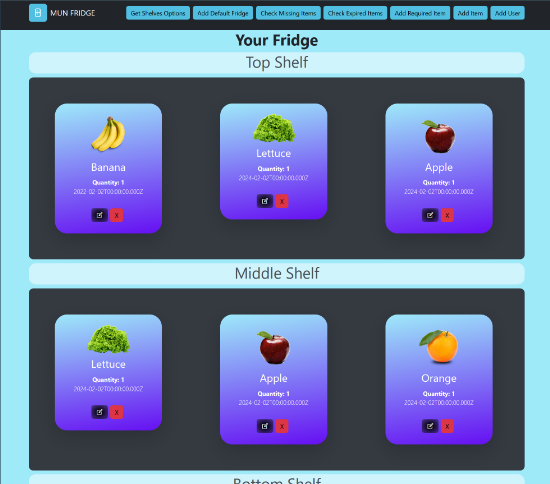 MUN FRIDGE Get Shelves Options Add Default Fridge Check Missing Items Check Expired Items Add Required Item Add Item Add User
Your Fridge
Top Shelf
Banana
Quantity: 1
2022-02-02T00:00:00.000Z
X
Lettuce
Quantity: 1
2024-02-02T00:00:00.000Z
X
Apple
Quantity: 1
2024-02-02T00:00:00.000Z
X
Middle Shelf
Lettuce
Quantity: 1
2024-02-02T00:00:00.000Z
X
Apple
Quantity: 1
2024-02-02T00:00:00.000Z
X
Orange
Quantity: 1
2024-02-02T00:00:00.000Z
X
Bottom Shelf